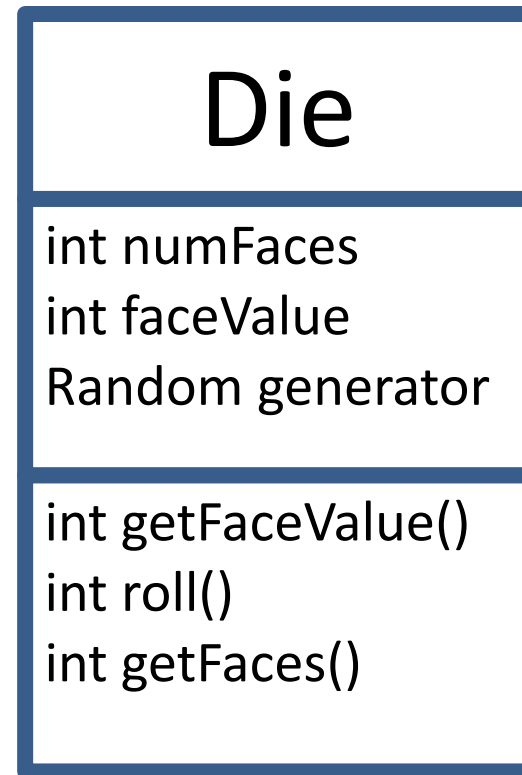 Die
int numFaces
int faceValue
Random generator
int getFaceValue()
int roll()
int getFaces()